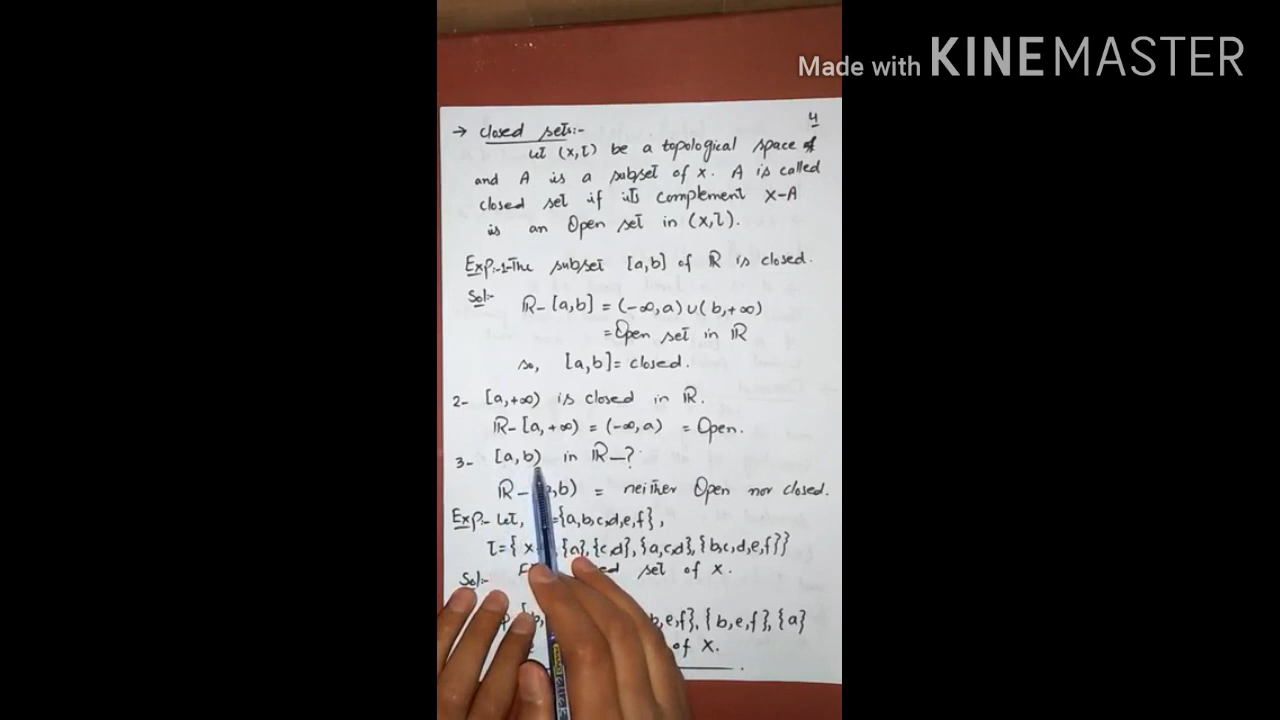 Made with KINEMASTER
4
→ Closed sets:-
Let (X,τ) be a topological space
and A is a subset of X. A is called
closed set if its complement X-A
is an Open set in (X,τ).
Exp:-1-The subset [a,b] of ℝ is closed.
Sol:-
ℝ- [a,b] = (-∞,a) ∪ (b,+∞)
= Open set in ℝ
so, [a,b] = closed.
2- [a,+∞) is closed in ℝ.
ℝ- [a,+∞) = (-∞,a) = Open.
3- [a,b) in ℝ-?
ℝ- ,b) = neither Open nor closed.
Exp:- Let, ={a,b,c,d,e,f},
τ={ X {a},{c,d},{a,c,d},{b,c,d,e,f}}
set of X.
Sol:-
e,f},{b,e,f},{a}
of X.